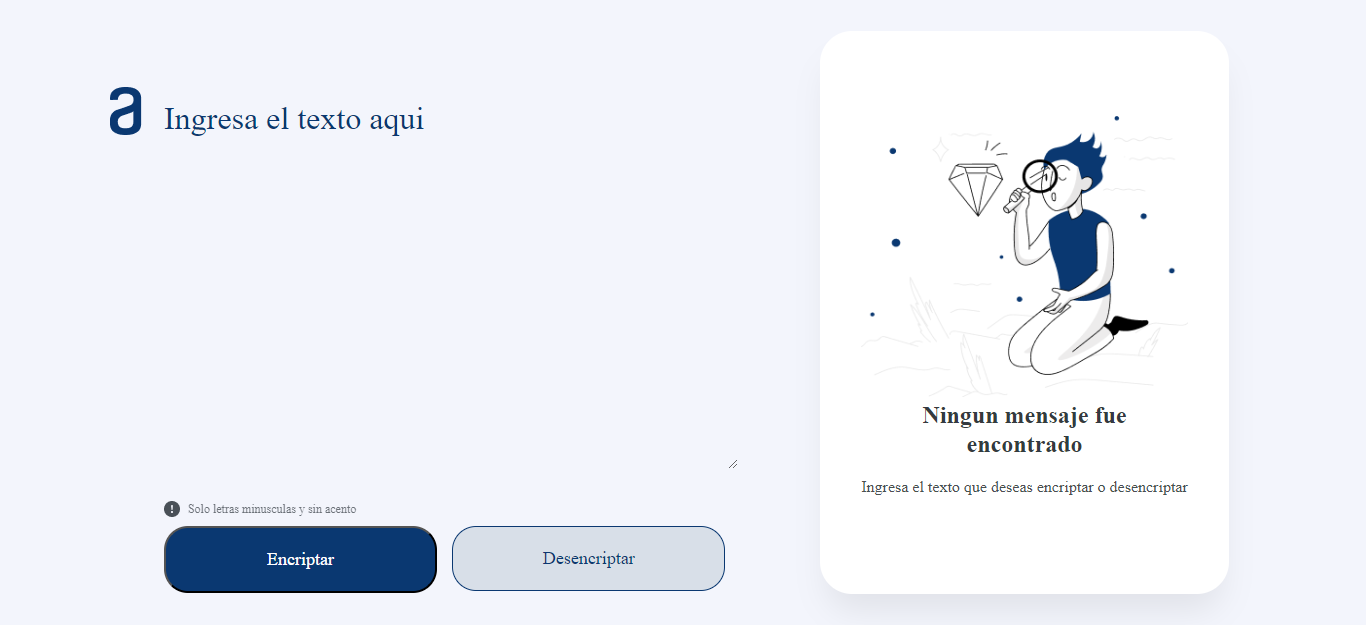 a
Ingresa el texto aqui
Solo letras minusculas y sin acento
Encriptar
Desencriptar
Ningun mensaje fue
encontrado
Ingresa el texto que deseas encriptar o desencriptar